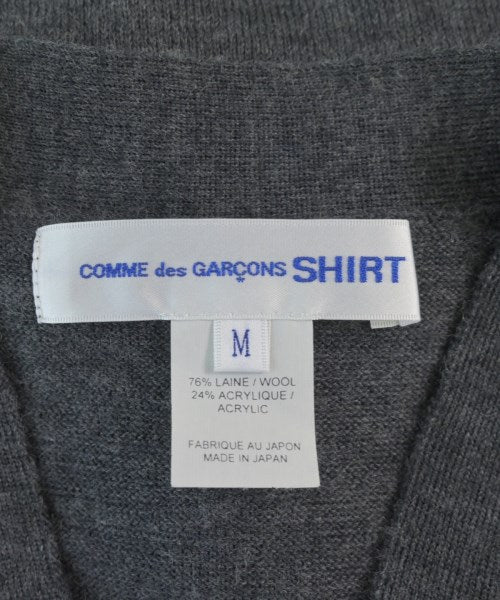 COMME des GARÇONS SHIRT
M
76% LAINE / WOOL
24% ACRYLIQUE /
ACRYLIC
FABRIQUE AU JAPON
MADE IN JAPAN